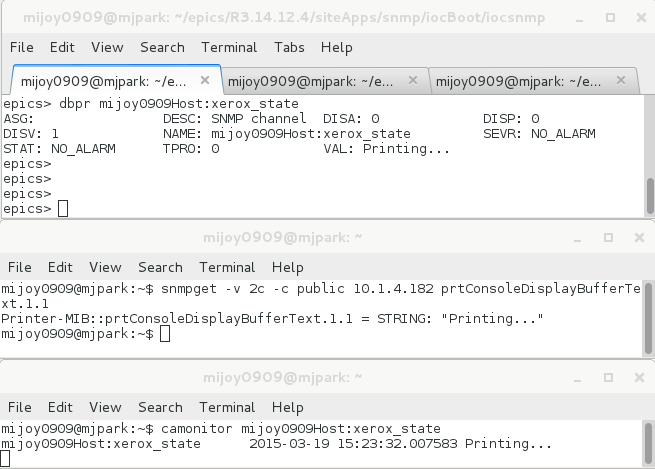 mijoy0909@mjpark: ~/epics/R3.14.12.4/siteApps/snmp/iocBoot/iocsnmp
File Edit View Search Terminal Tabs Help
mijoy0909@mjpark: ~/e... × mijoy0909@mjpark: ~/e... × mijoy0909@mjpark: ~/e... ×
epics> dbpr mijoy0909Host:xerox_state
ASG: DESC: SNMP channel DISA: 0 DISP: 0
DISV: 1 NAME: mijoy0909Host:xerox_state SEVR: NO_ALARM
STAT: NO_ALARM TPRO: 0 VAL: Printing...
epics>
epics>
epics>
epics>
mijoy0909@mjpark: ~
File Edit View Search Terminal Help
mijoy0909@mjpark:~$ snmpget -v 2c -c public 10.1.4.182 prtConsoleDisplayBufferTe
xt.1.1
Printer-MIB::prtConsoleDisplayBufferText.1.1 = STRING: "Printing..."
mijoy0909@mjpark:~$
mijoy0909@mjpark: ~
File Edit View Search Terminal Help
mijoy0909@mjpark:~$ camonitor mijoy0909Host:xerox_state
mijoy0909Host:xerox_state 2015-03-19 15:23:32.007583 Printing...